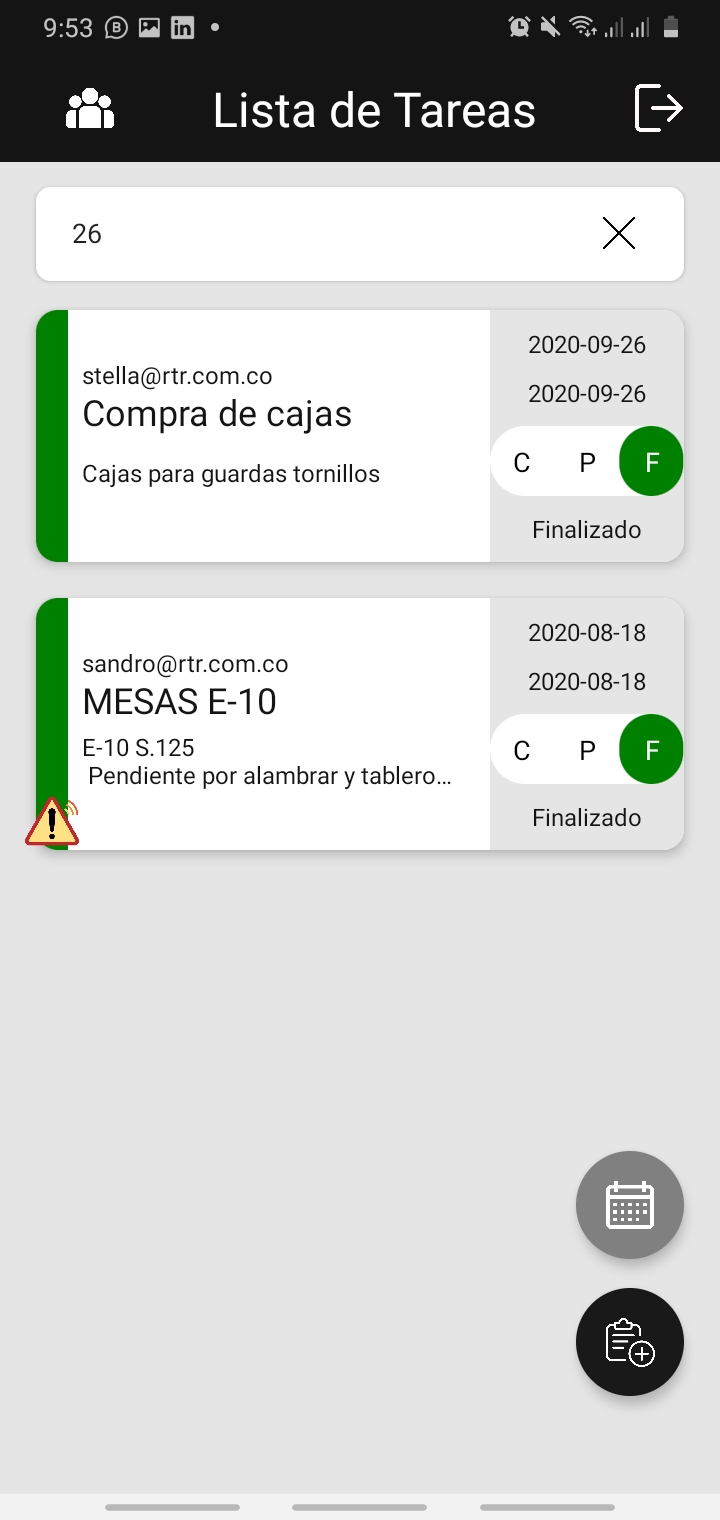 9:53
Lista de Tareas
26
stella@rtr.com.co
Compra de cajas
Cajas para guardas tornillos
2020-09-26
2020-09-26
C P F
Finalizado
sandro@rtr.com.co
MESAS E-10
E-10 S.125
Pendiente por alambrar y tablero…
2020-08-18
2020-08-18
C P F
Finalizado